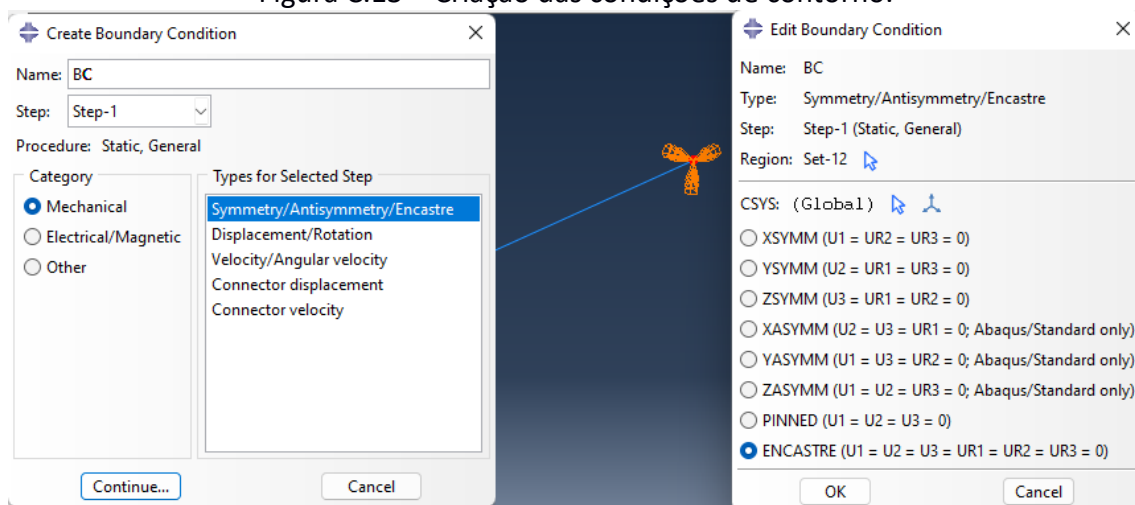 Create Boundary Condition
Name: BC
Step: Step-1
Procedure: Static, General
Category
Mechanical
Electrical/Magnetic
Other
Types for Selected Step
Symmetry/Antisymmetry/Encastre
Displacement/Rotation
Velocity/Angular velocity
Connector displacement
Connector velocity
Continue...
Cancel
Edit Boundary Condition
Name: BC
Type: Symmetry/Antisymmetry/Encastre
Step: Step-1 (Static, General)
Region: Set-12
CSYS: (Global)
XSYMM (U1 = UR2 = UR3 = 0)
YSYMM (U2 = UR1 = UR3 = 0)
ZSYMM (U3 = UR1 = UR2 = 0)
XASYMM (U2 = U3 = UR1 = 0; Abaqus/Standard only)
YASYMM (U1 = U3 = UR2 = 0; Abaqus/Standard only)
ZASYMM (U1 = U2 = UR3 = 0; Abaqus/Standard only)
PINNED (U1 = U2 = U3 = 0)
ENCASTRE (U1 = U2 = U3 = UR1 = UR2 = UR3 = 0)
OK
Cancel